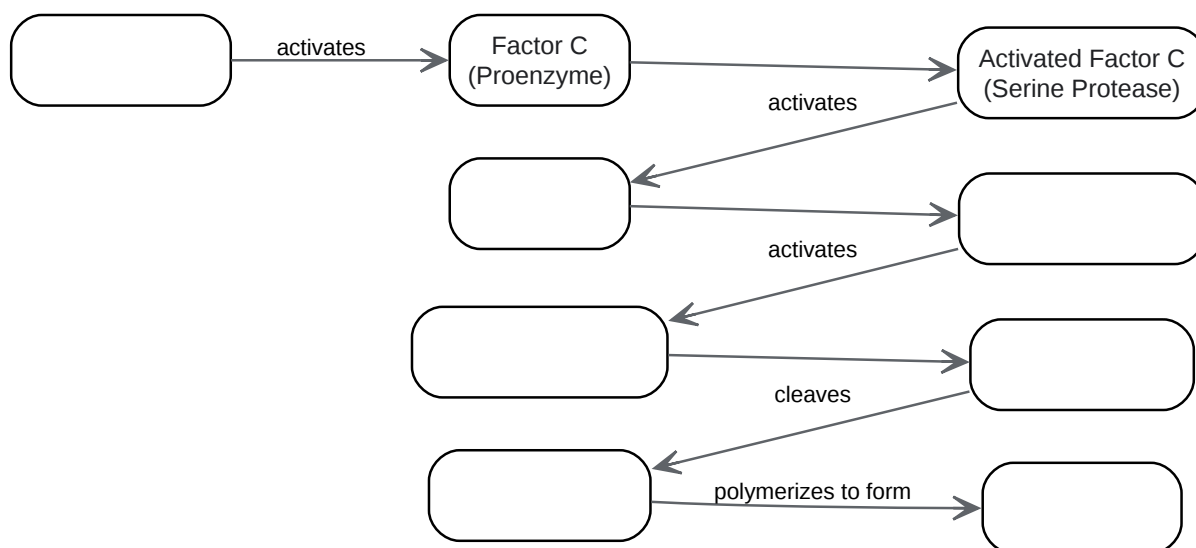 activates
Factor C
(Proenzyme)
Activated Factor C
(Serine Protease)
activates
activates
cleaves
polymerizes to form